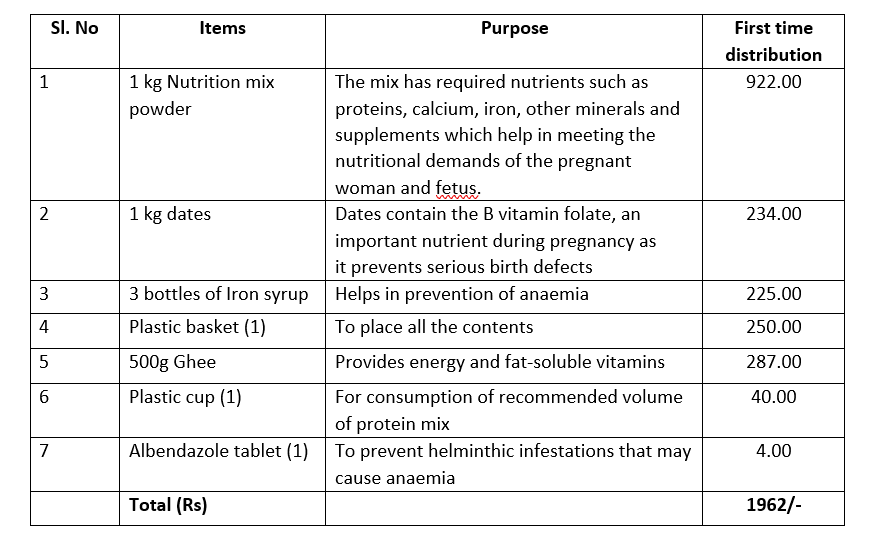 Sl. No Items Purpose First time
distribution
1 1 kg Nutrition mix The mix has required nutrients such as 922.00
powder proteins, calcium, iron, other minerals and
supplements which help in meeting the
nutritional demands of the pregnant
woman and fetus.
2 1 kg dates Dates contain the B vitamin folate, an 234.00
important nutrient during pregnancy as
it prevents serious birth defects
3 3 bottles of Iron syrup Helps in prevention of anaemia 225.00
4 Plastic basket (1) To place all the contents 250.00
5 500g Ghee Provides energy and fat-soluble vitamins 287.00
6 Plastic cup (1) For consumption of recommended volume 40.00
of protein mix
7 Albendazole tablet (1) To prevent helminthic infestations that may 4.00
cause anaemia
Total (Rs) 1962/-